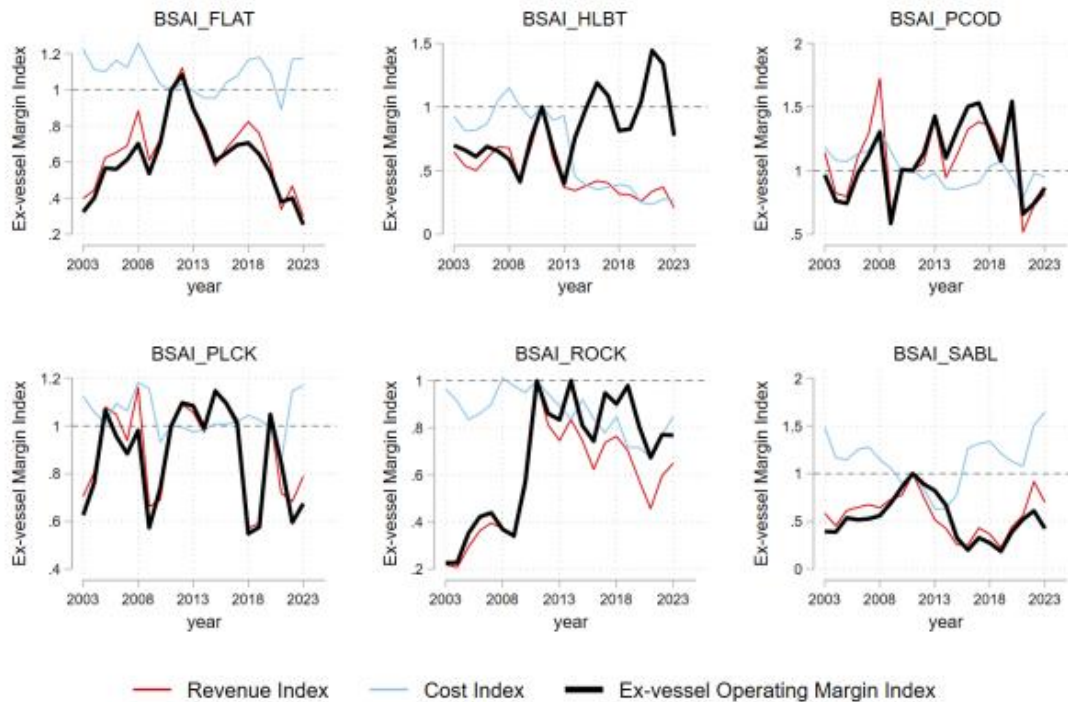 BSAI_FLAT
Ex-vessel Margin Index
1.2
1
.8
.6
.4
.2
2003 2008 2013 2018 2023
year
BSAI_HLBT
Ex-vessel Margin Index
1.5
1
0.5
0
2003 2008 2013 2018 2023
year
BSAI_PCOD
Ex-vessel Margin Index
2
1.5
1
.5
2003 2008 2013 2018 2023
year
BSAI_PLCK
Ex-vessel Margin Index
1.2
1
.8
.6
.4
2003 2008 2013 2018 2023
year
BSAI_ROCK
Ex-vessel Margin Index
1
.8
.6
.4
.2
2003 2008 2013 2018 2023
year
BSAI_SABL
Ex-vessel Margin Index
2
1.5
1
0.5
0
2003 2008 2013 2018 2023
year
Revenue Index Cost Index Ex-vessel Operating Margin Index